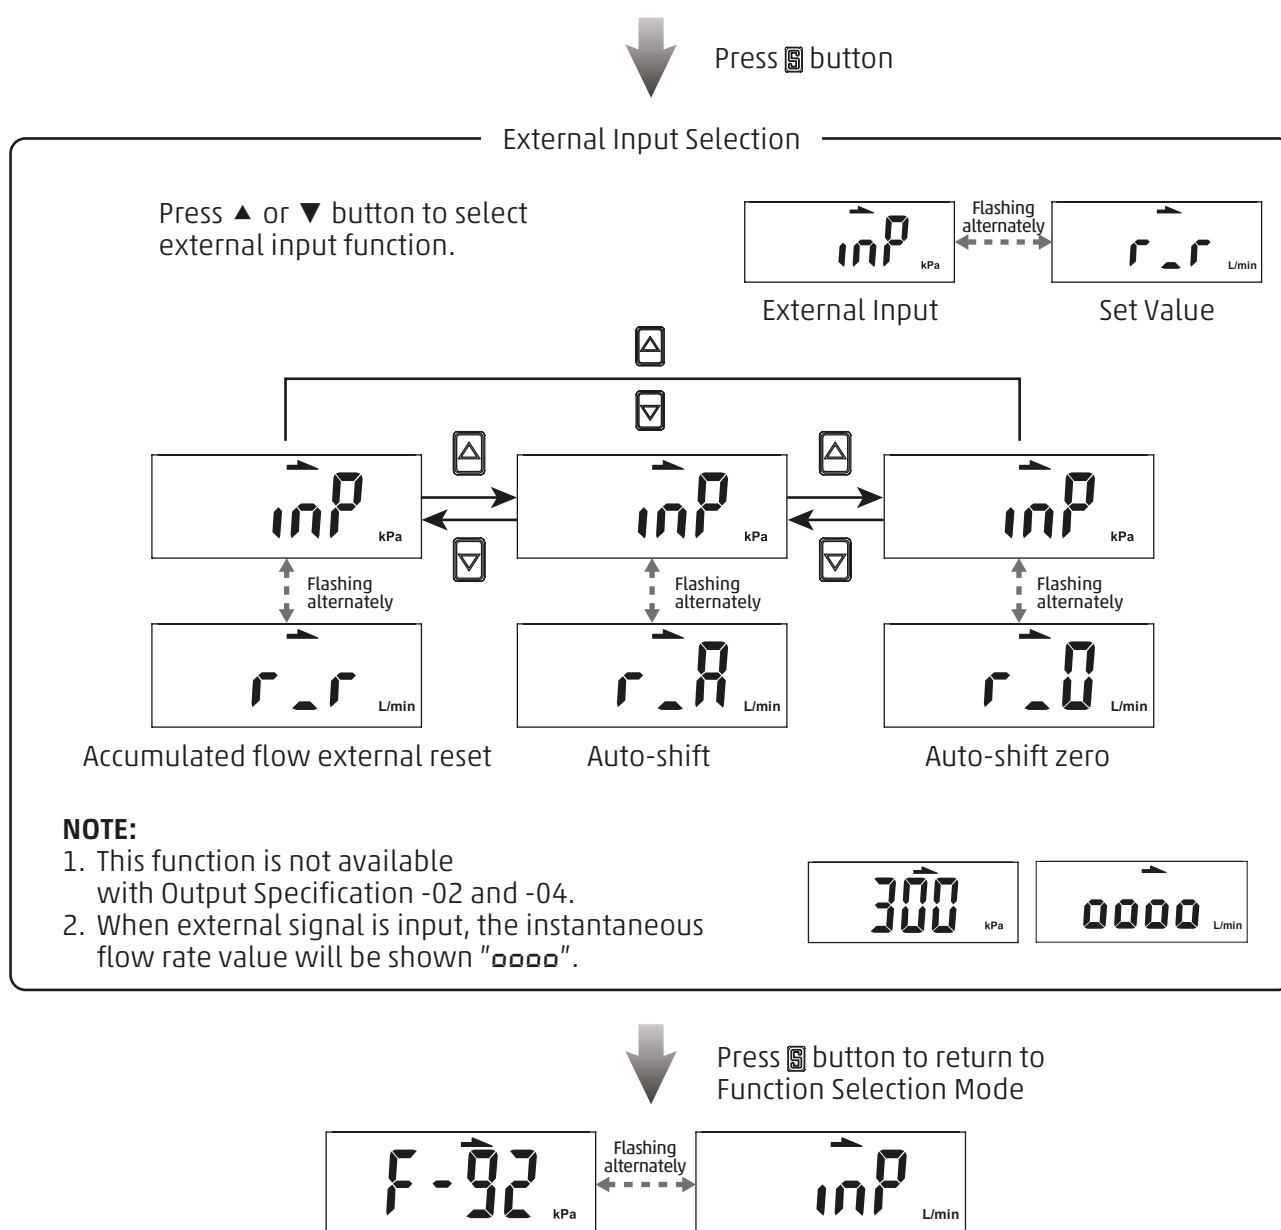 Press S button
External Input Selection
Press ▲ or ▼ button to select
external input function.
inP kPa
Flashing
alternately
r_r L/min
External Input
Set Value
inP kPa
inP kPa
inP kPa
Flashing
alternately
Flashing
alternately
Flashing
alternately
r_r L/min
r_A L/min
r_0 L/min
Accumulated flow external reset
Auto-shift
Auto-shift zero
NOTE:
1. This function is not available
with Output Specification -02 and -04.
2. When external signal is input, the instantaneous
flow rate value will be shown "oooo".
300 kPa
oooo L/min
Press S button to return to
Function Selection Mode
F-92 kPa
Flashing
alternately
inP L/min